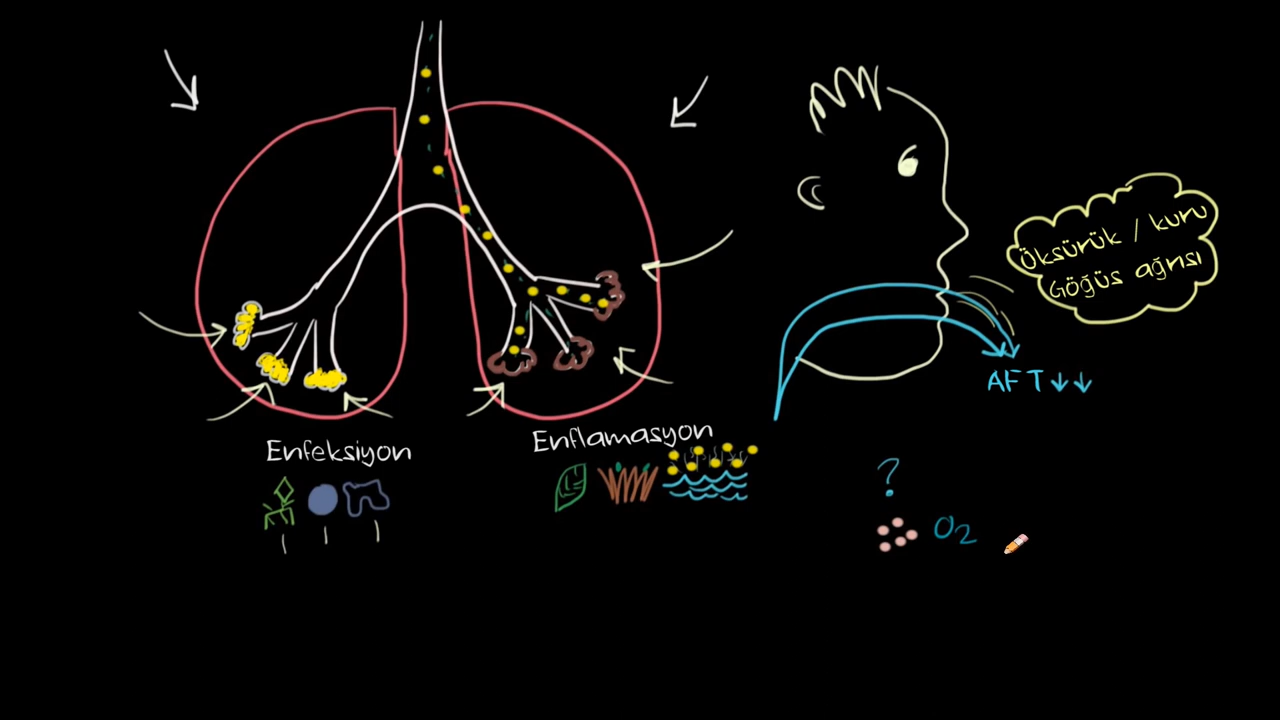 Öksürük / kuru
Göğüs ağrısı
AFT↓↓
Enfeksiyon
Enflamasyon
?
O2